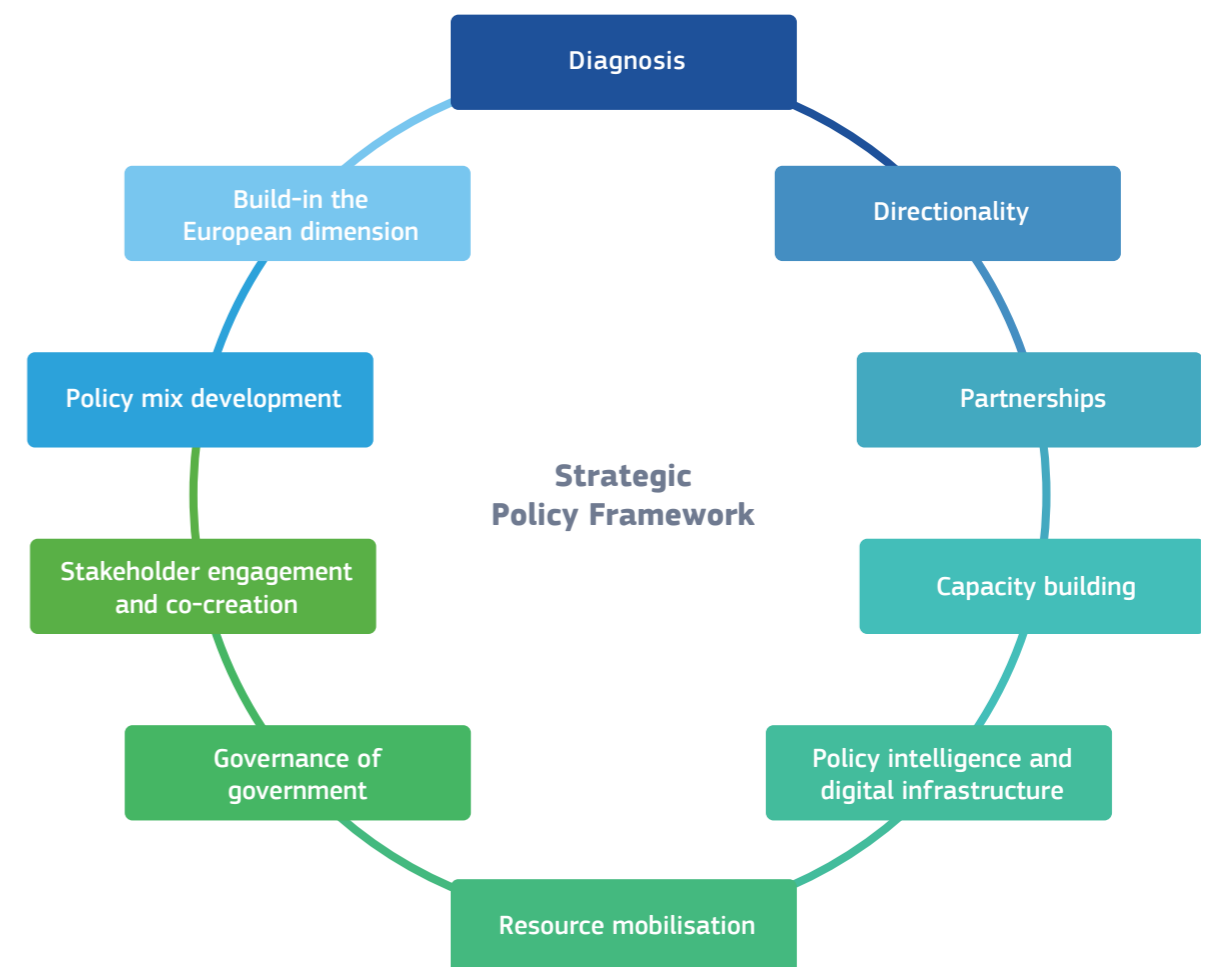 Diagnosis
Build-in the
European dimension
Directionality
Policy mix development
Partnerships
Strategic
Policy Framework
Stakeholder engagement
and co-creation
Capacity building
Governance of
government
Policy intelligence and
digital infrastructure
Resource mobilisation